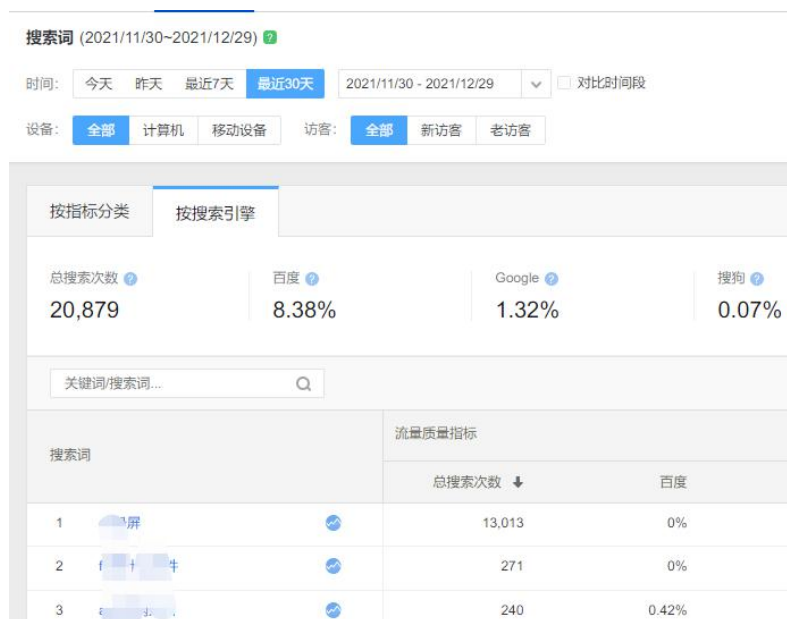 搜索词 (2021/11/30~2021/12/29) ?
时间: 今天 昨天 最近7天 最近30天 2021/11/30 - 2021/12/29 对比时间段
设备: 全部 计算机 移动设备 访客: 全部 新访客 老访客
按指标分类 按搜索引擎
总搜索次数 ? 百度 ? Google ? 搜狗 ?
20,879 8.38% 1.32% 0.07%
关键词/搜索词...
搜索词 流量质量指标
总搜索次数 百度
1 屏 13,013 0%
2 件 271 0%
3 240 0.42%